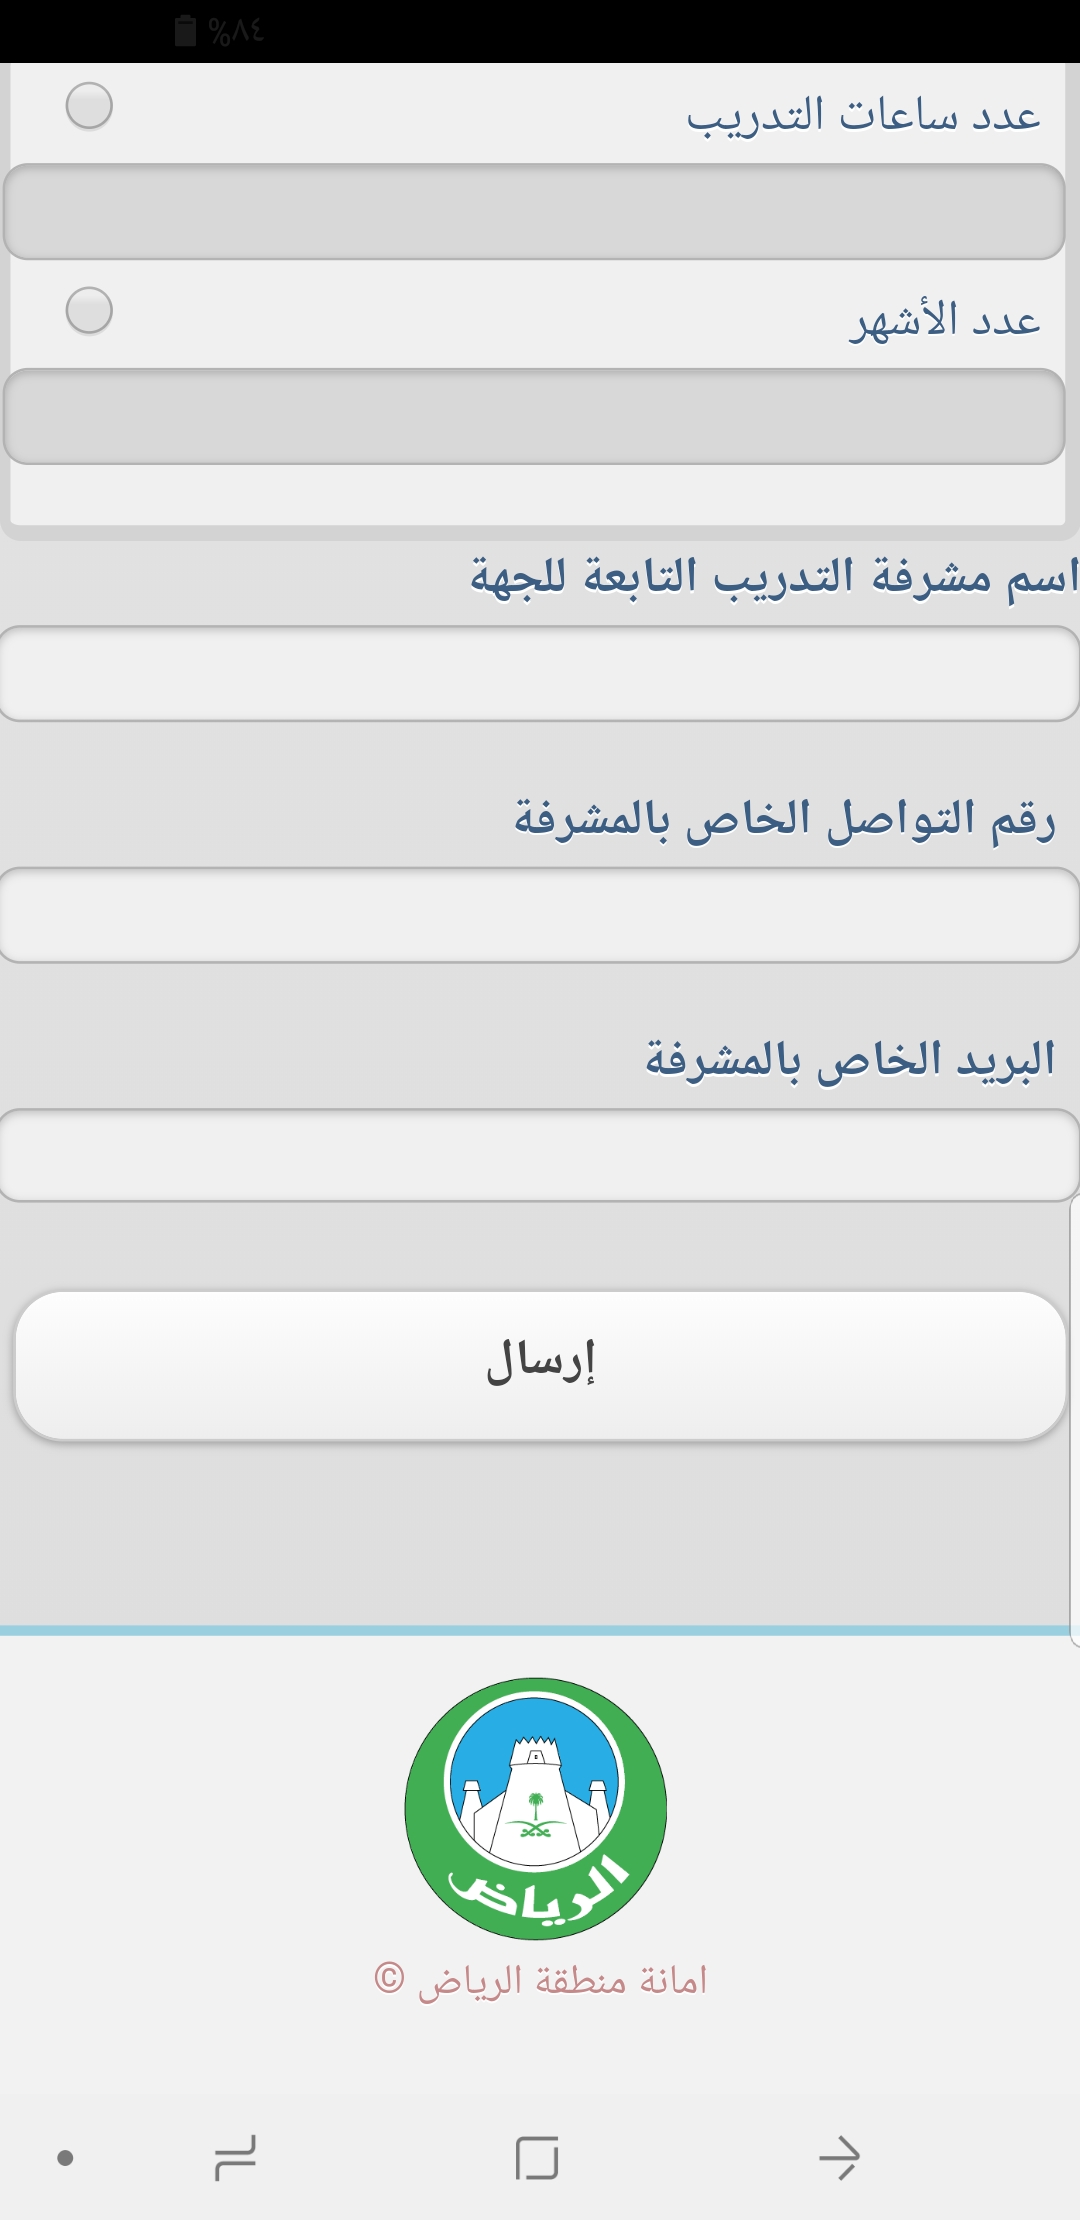 %٨٤
عدد ساعات التدريب
عدد الأشهر
اسم مشرفة التدريب التابعة للجهة
رقم التواصل الخاص بالمشرفة
البريد الخاص بالمشرفة
إرسال
الرياض
امانة منطقة الرياض ©